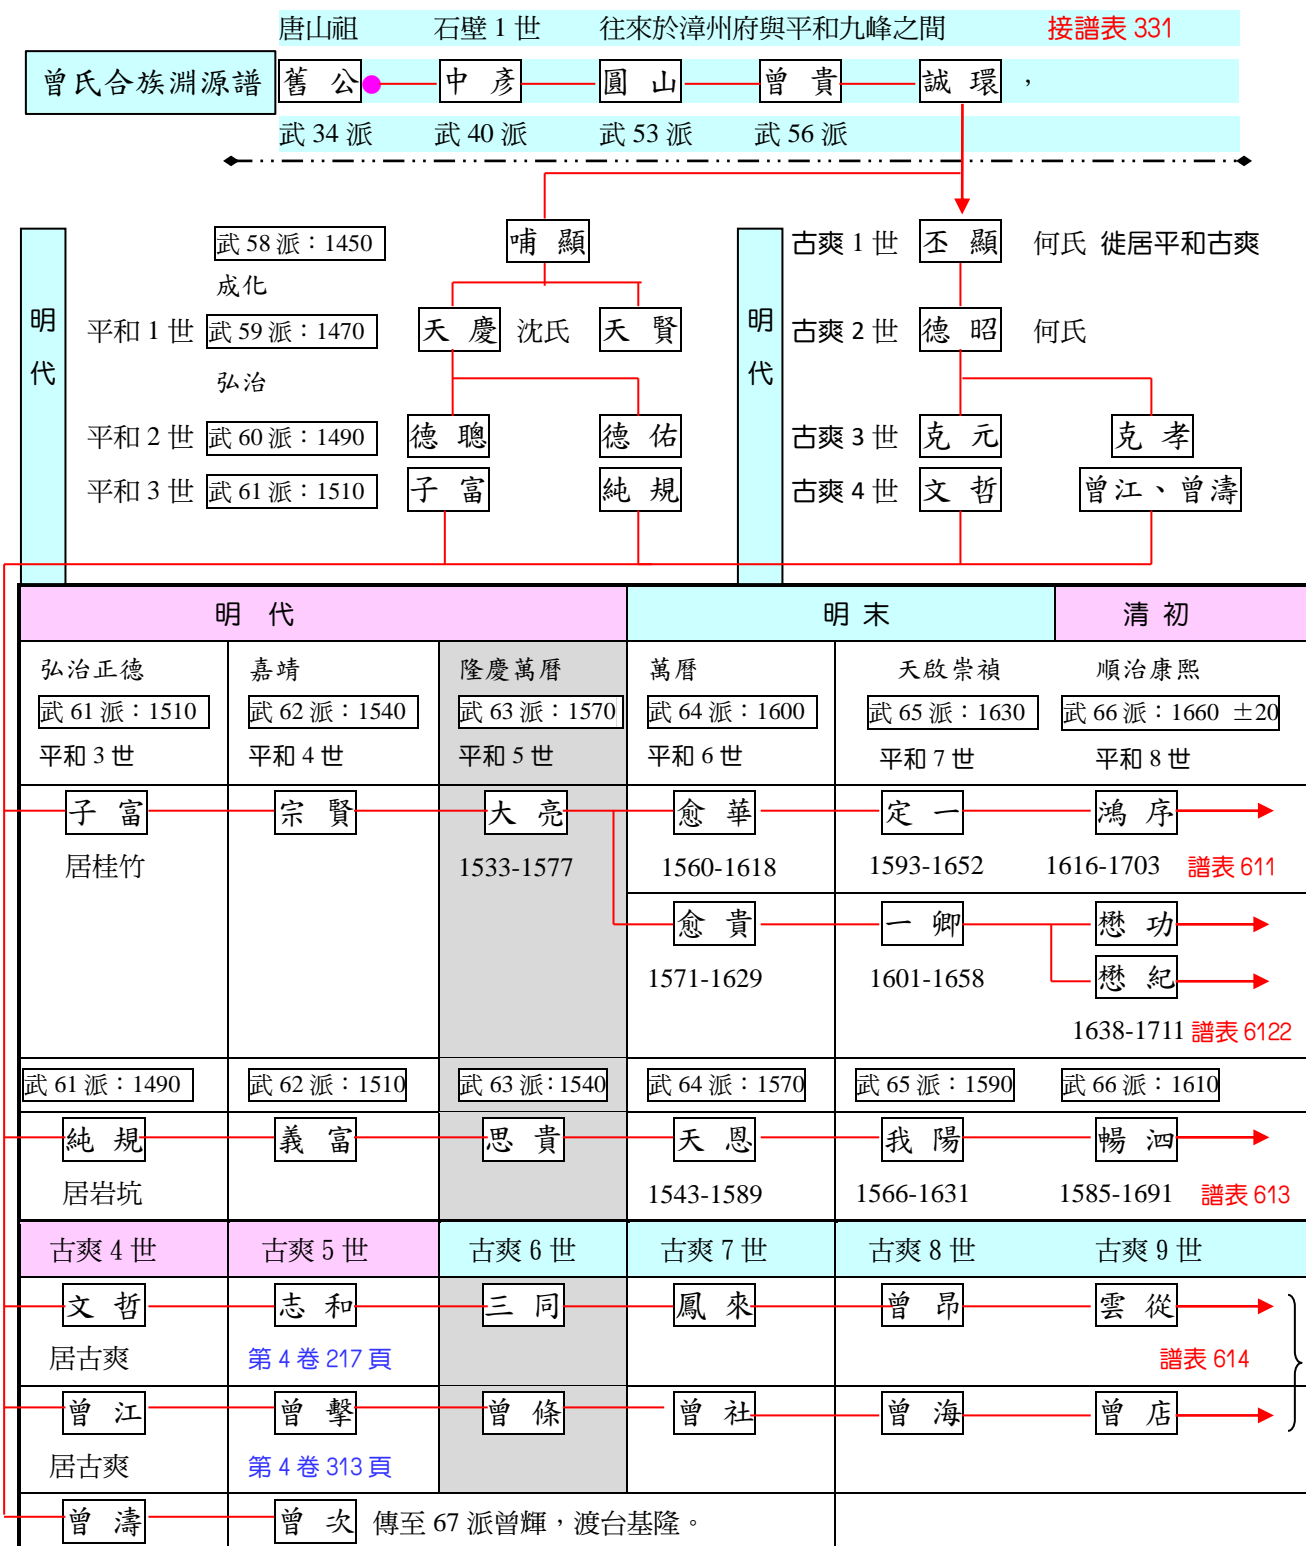 唐山祖 石壁 1 世 往來於漳州府與平和九峰之間 接譜表 331
曾氏合族淵源譜 舊公 中彥 圓山 曾貴 誠環 ,
武 34 派 武 40 派 武 53 派 武 56 派
武 58 派：1450 哺顯 古爽 1 世 丕顯 何氏 徙居平和古爽
成化
明代 平和 1 世 武 59 派：1470 天慶 沈氏 天賢 明代 古爽 2 世 德昭 何氏
弘治
平和 2 世 武 60 派：1490 德聰 德佑 古爽 3 世 克元 克孝
平和 3 世 武 61 派：1510 子富 純規 古爽 4 世 文哲 曾江、曾濤
明 代 明末 清初
弘治正德 嘉靖 隆慶萬曆 萬曆 天啟崇禎 順治康熙
武 61 派：1510 武 62 派：1540 武 63 派：1570 武 64 派：1600 武 65 派：1630 武 66 派：1660 ±20
平和 3 世 平和 4 世 平和 5 世 平和 6 世 平和 7 世 平和 8 世
子富 宗賢 大亮 愈華 定一 鴻序
居桂竹 1533-1577 1560-1618 1593-1652 1616-1703 譜表 611
愈貴 一卿 懋功
1571-1629 1601-1658 懋紀
1638-1711 譜表 6122
武 61 派：1490 武 62 派：1510 武 63 派：1540 武 64 派：1570 武 65 派：1590 武 66 派：1610
純規 義富 思貴 天恩 我陽 暢泗
居岩坑 1543-1589 1566-1631 1585-1691 譜表 613
古爽 4 世 古爽 5 世 古爽 6 世 古爽 7 世 古爽 8 世 古爽 9 世
文哲 志和 三同 鳳來 曾昂 雲從
居古爽 第 4 卷 217 頁 譜表 614
曾江 曾擊 曾條 曾社 曾海 曾店
居古爽 第 4 卷 313 頁
曾濤 曾次 傳至 67 派曾輝，渡台基隆。